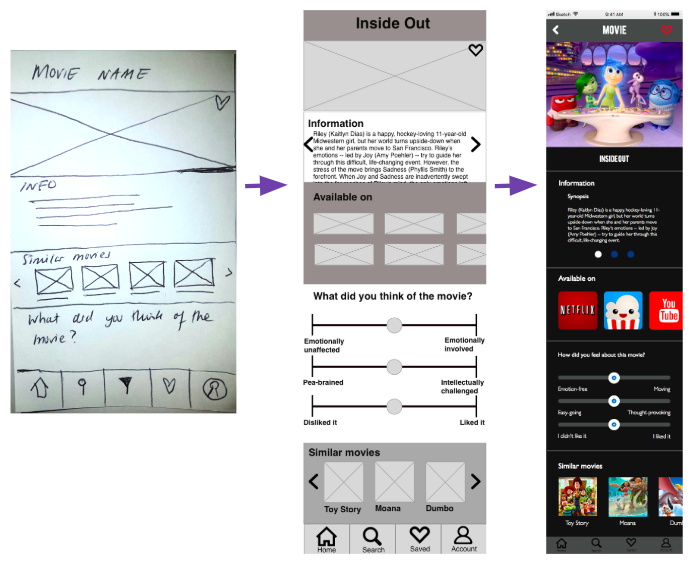 MOVIE NAME
INFO
Similar movies
What did you think of the
movie?
Inside Out
Information
Riley (Kaitlyn Dias) is a happy, hockey-loving 11-year-old
Midwestern girl, but her world turns upside-down when
she and her parents move to San Francisco. Riley's
emotions -- led by Joy (Amy Poehler) -- try to guide her
through this difficult, life-changing event. However, the
stress of the move brings Sadness (Phyllis Smith) to the
forefront. When Joy and Sadness are inadvertently swept
Available on
What did you think of the movie?
Emotionally
unaffected
Emotionally
involved
Pea-brained
Intellectually
challenged
Disliked it
Liked it
Similar movies
Toy Story
Moana
Dumbo
Home
Search
Saved
Account
Sketch
9:41 AM
100%
MOVIE
INSIDE OUT
Information
Synopsis
Riley (Kaitlyn Dias) is a happy, hockey-loving 11-
year-old Midwestern girl, but her world turns
upside-down when she and her parents move
to San Francisco. Riley's emotions -- led by Joy
(Amy Poehler) -- try to guide her through this
difficult, life-changing event.
Available on
NETFLIX
You
Tube
How did you feel about this movie?
Emotion-free
Moving
Easy-going
Thought-provoking
I didn't like it
I liked it
Similar movies
Toy Story
Moana
Dum
Home
Search
Saved
Account